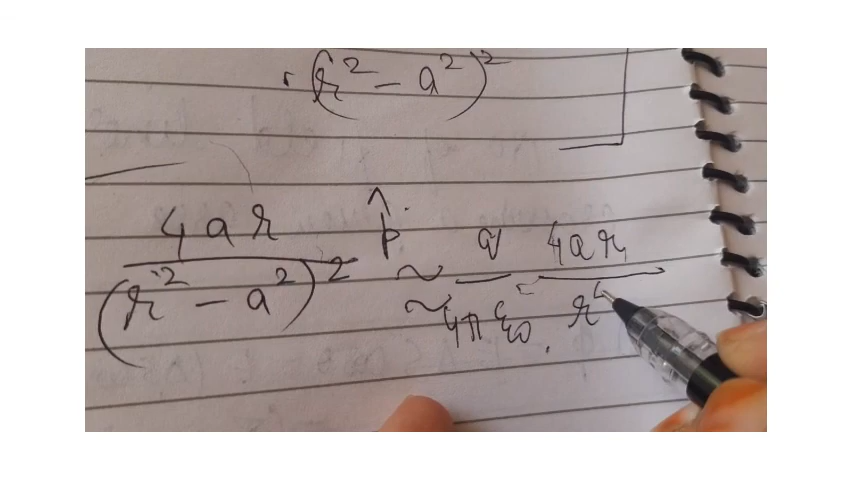 (r² - a²)²
4ar
(r² - a²)² p̂ ≈ q/4πε₀ 4ar/r⁴